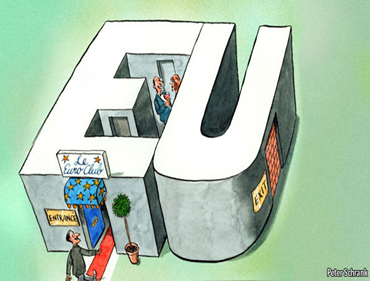 EU
Le
Euro-Club
ENTRANCE
EXIT
Peter Schrank